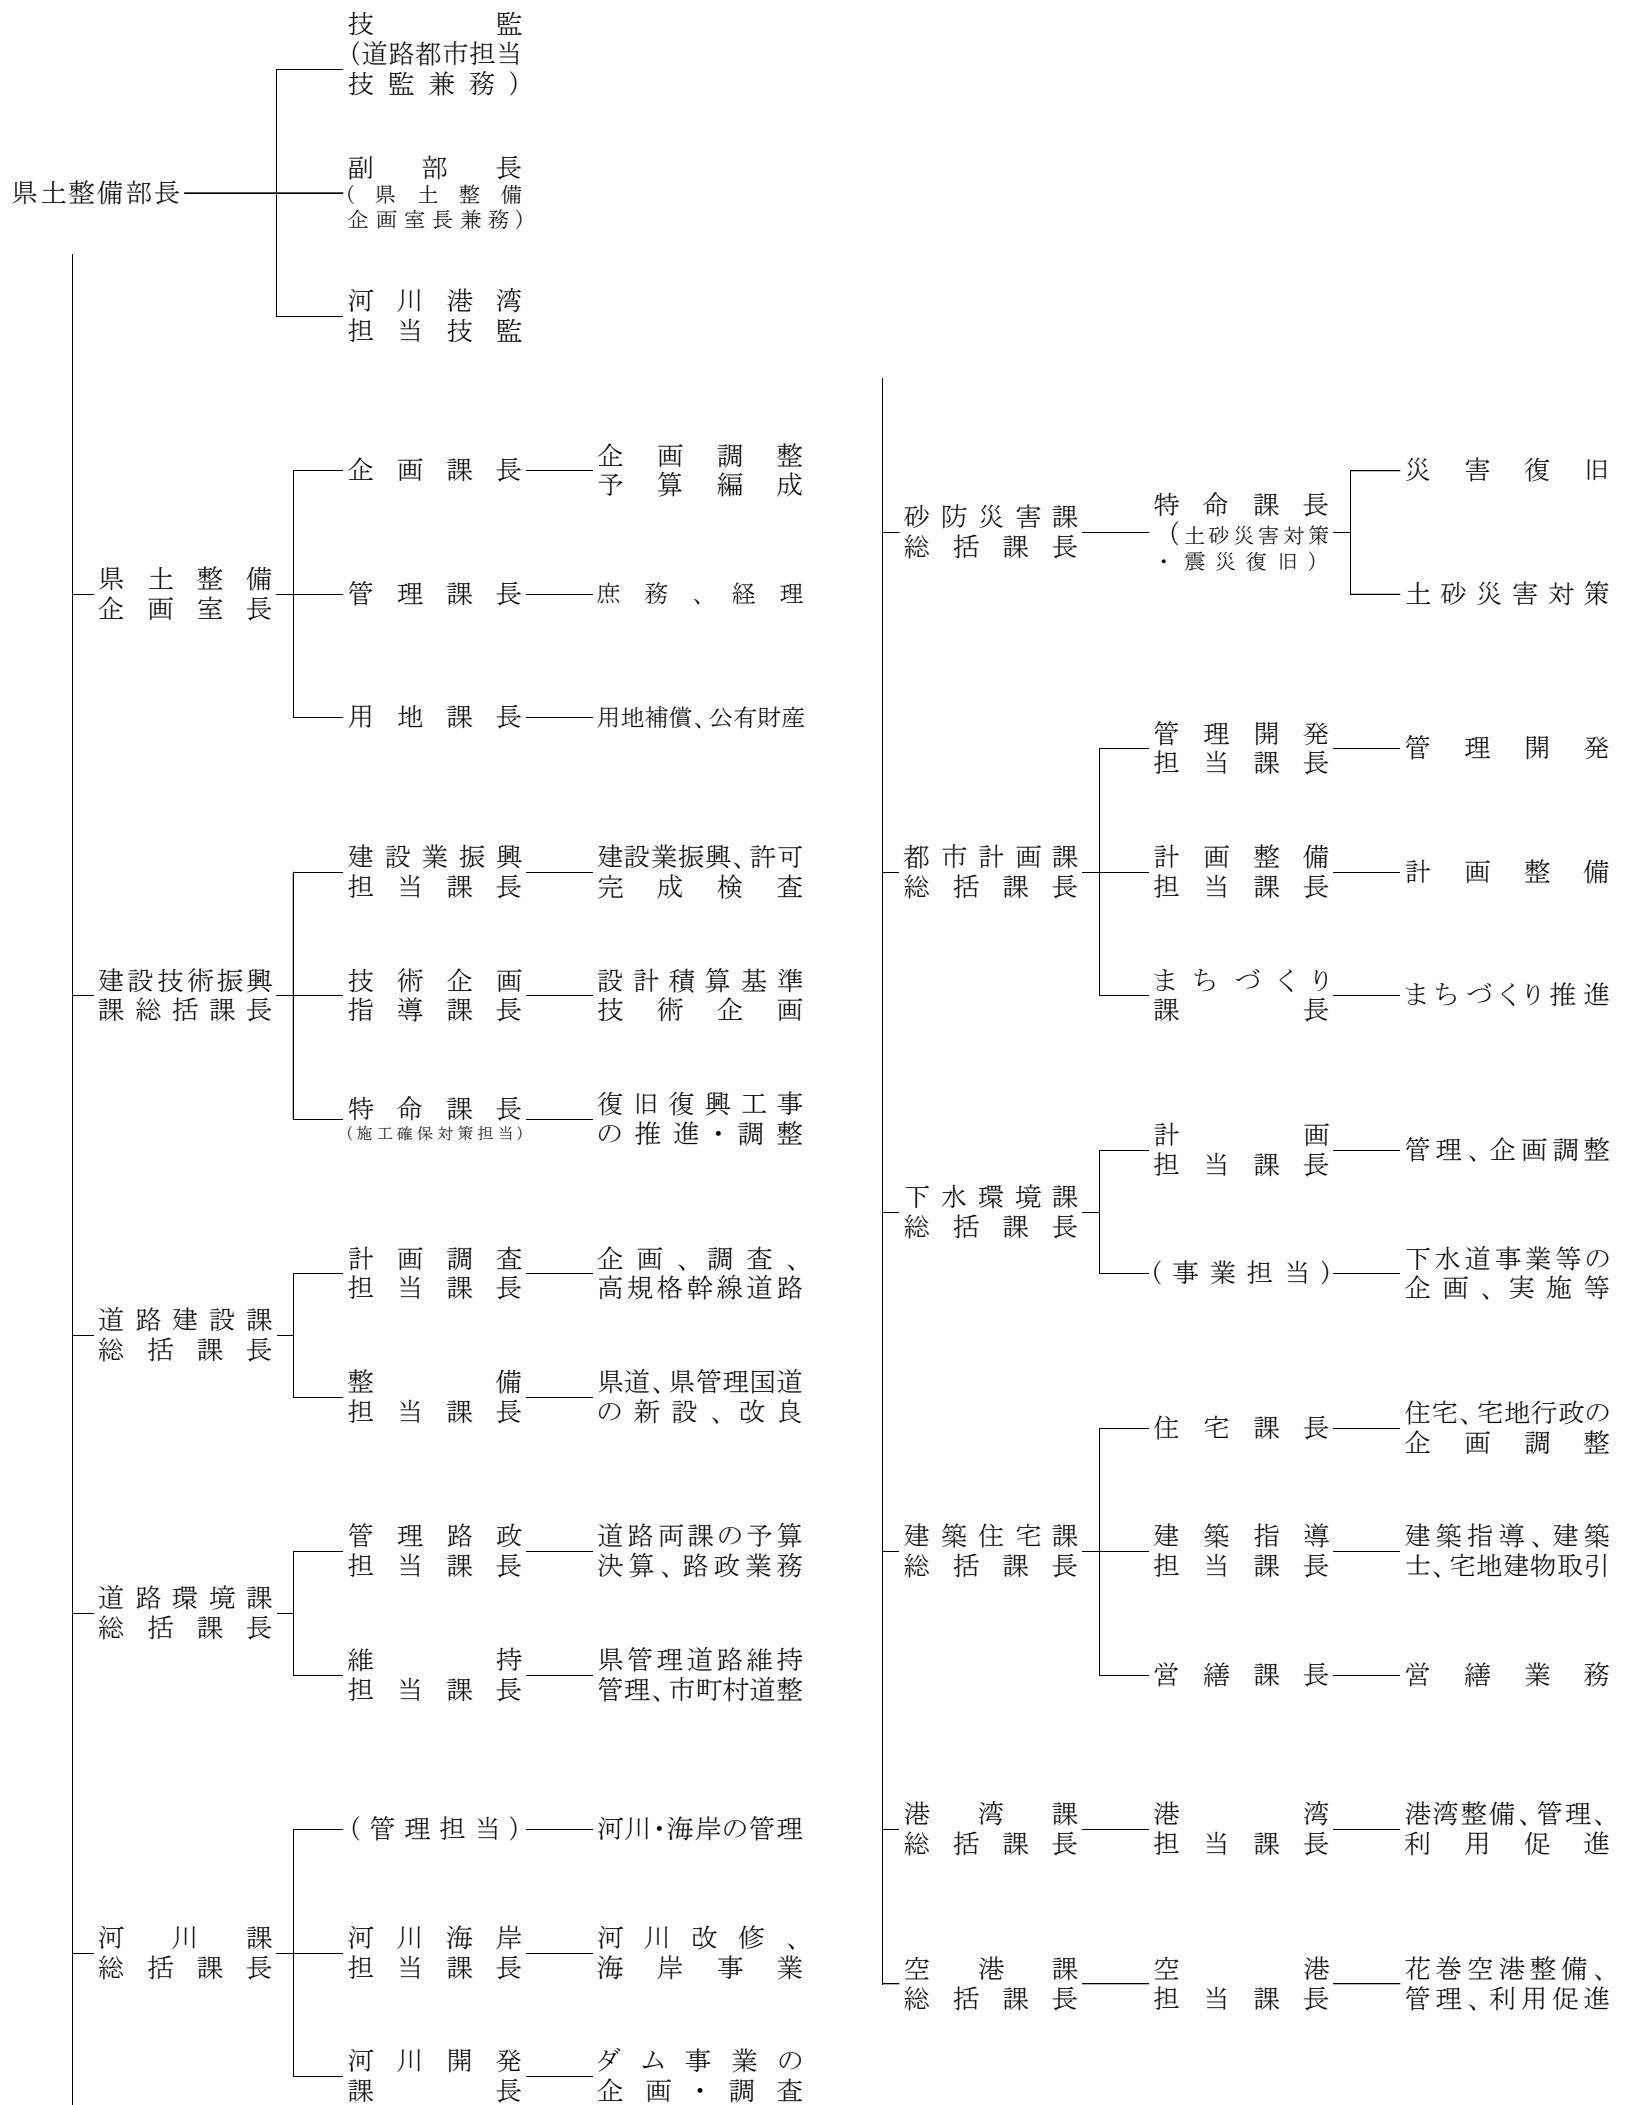 技監
(道路都市担当
技監兼務)
県土整備部長
副部長
(県土整備
企画室長兼務)
河川港湾
担当技監
県土整備
企画室長
企画課長
企画調整
予算編成
管理課長
庶務、経理
用地課長
用地補償、公有財産
建設技術振興
課総括課長
建設業振興
担当課長
建設業振興、許可
完成検査
技術企画
指導課長
設計積算基準
技術企画
特命課長
(施工確保対策担当)
復旧復興工事
の推進・調整
道路建設課
総括課長
計画調査
担当課長
企画、調査、
高規格幹線道路
整備
担当課長
県道、県管理国道
の新設、改良
道路環境課
総括課長
管理路政
担当課長
道路両課の予算
決算、路政業務
維持
担当課長
県管理道路維持
管理、市町村道整
河川課
総括課長
(管理担当)
河川・海岸の管理
河川海岸
担当課長
河川改修、
海岸事業
河川開発
課長
ダム事業の
企画・調査
砂防災害課
総括課長
特命課長
(土砂災害対策
・震災復旧)
災害復旧
土砂災害対策
都市計画課
総括課長
管理開発
担当課長
管理開発
計画整備
担当課長
計画整備
まちづくり
課長
まちづくり推進
下水環境課
総括課長
計画
担当課長
管理、企画調整
(事業担当)
下水道事業等の
企画、実施等
建築住宅課
総括課長
住宅課長
住宅、宅地行政の
企画調整
建築指導
担当課長
建築指導、建築
士、宅地建物取引
営繕課長
営繕業務
港湾課
総括課長
港湾
担当課長
港湾整備、管理、
利用促進
空港課
総括課長
空港
担当課長
花巻空港整備、
管理、利用促進